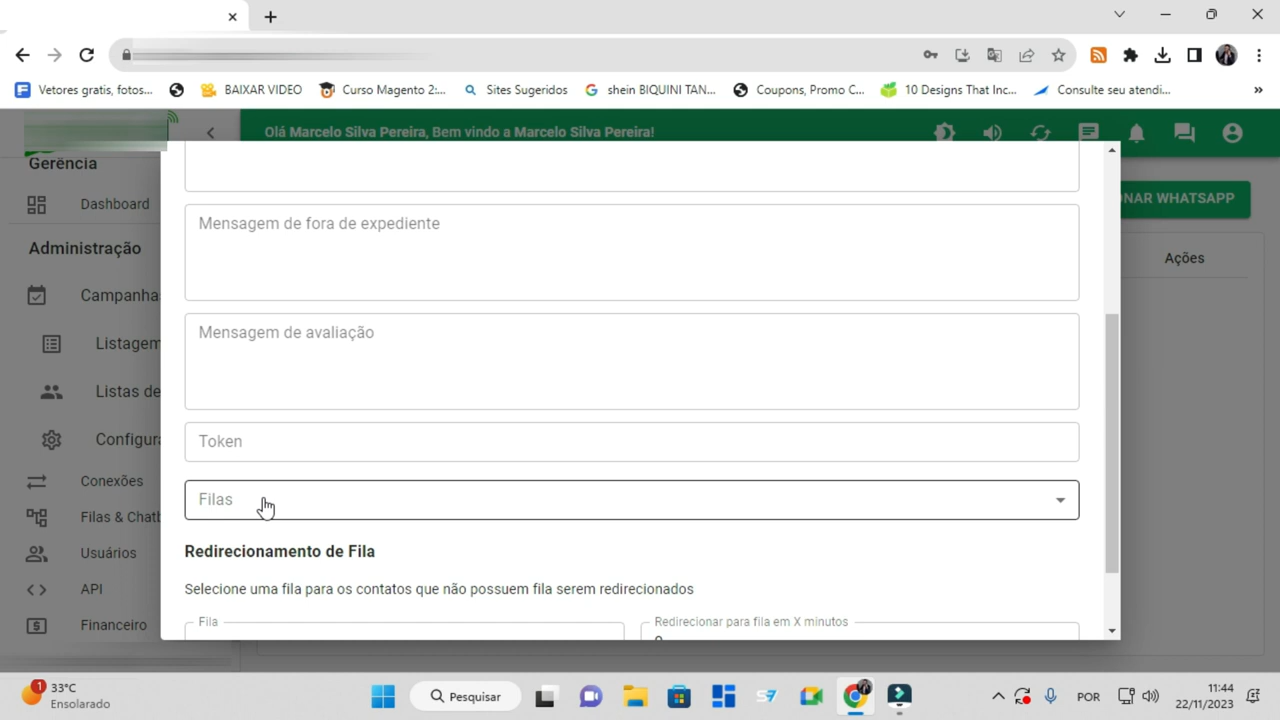 Vetores gratis, fotos...
BAIXAR VIDEO
Curso Magento 2:...
Sites Sugeridos
shein BIQUINI TAN...
Coupons, Promo C...
10 Designs That Inc...
Consulte seu atendi...
»
Olá Marcelo Silva Pereira, Bem vindo a Marcelo Silva Pereira!
Gerência
Dashboard
Administração
Campanha
Listagem
Listas de
Configura
Conexões
Filas & Chatb
Usuários
API
Financeiro
NAR WHATSAPP
Ações
Mensagem de fora de expediente
Mensagem de avaliação
Token
Filas
Redirecionamento de Fila
Selecione uma fila para os contatos que não possuem fila serem redirecionados
Fila
Redirecionar para fila em X minutos
1
33°C
Ensolarado
Pesquisar
POR
11:44
22/11/2023